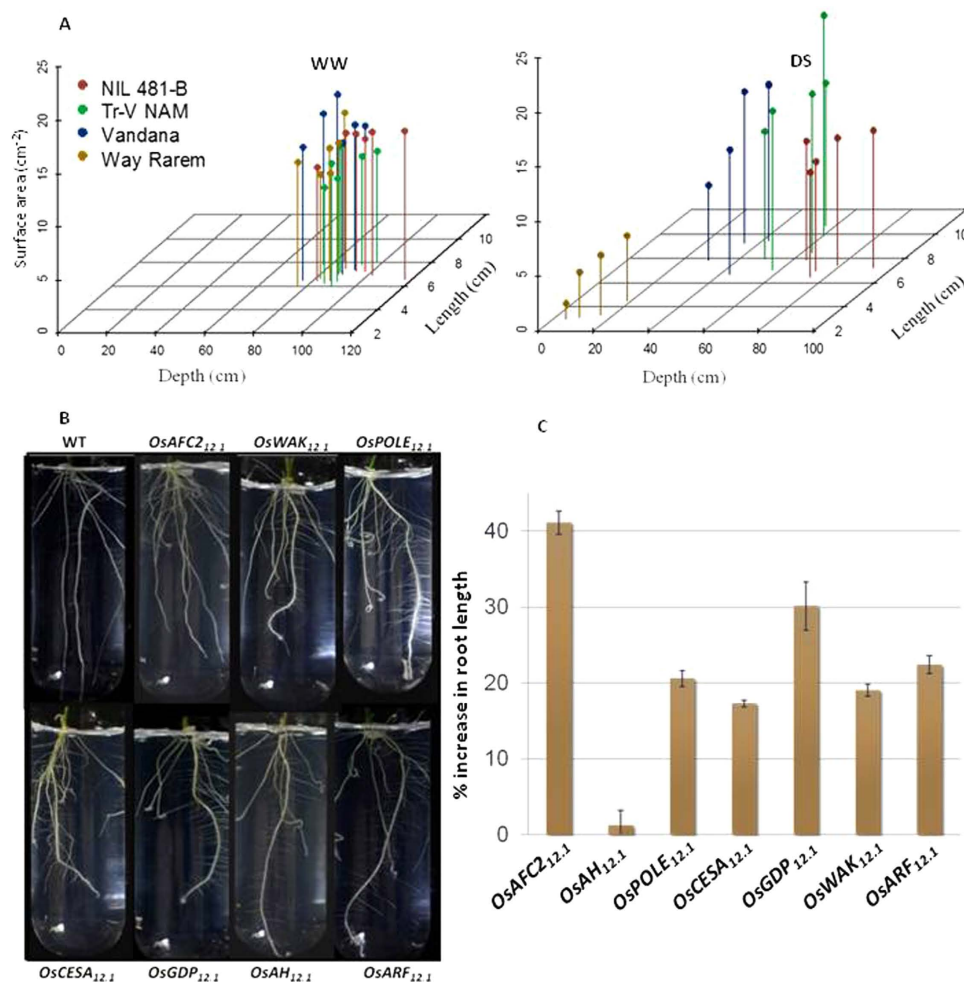 A
WW
DS
NIL 481-B
Tr-V NAM
Vandana
Way Rarem
Surface area (cm⁻²)
25
20
15
10
5
0
0 20 40 60 80 100 120
Depth (cm)
2
4
6
8
10
Length (cm)
25
20
15
10
5
0
0 20 40 60 80 100
Depth (cm)
2
4
6
8
10
Length (cm)
B
WT OsAFC2₁₂.₁ OsWAK₁₂.₁ OsPOLE₁₂.₁
OsCESA₁₂.₁ OsGDP₁₂.₁ OsAH₁₂.₁ OsARF₁₂.₁
C
% increase in root length
40
30
20
10
0
OsAFC2₁₂.₁
OsAH₁₂.₁
OsPOLE₁₂.₁
OsCESA₁₂.₁
OsGDP₁₂.₁
OsWAK₁₂.₁
OsARF₁₂.₁